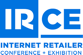 IRCE
INTERNET RETAILER
CONFERENCE + EXHIBITION